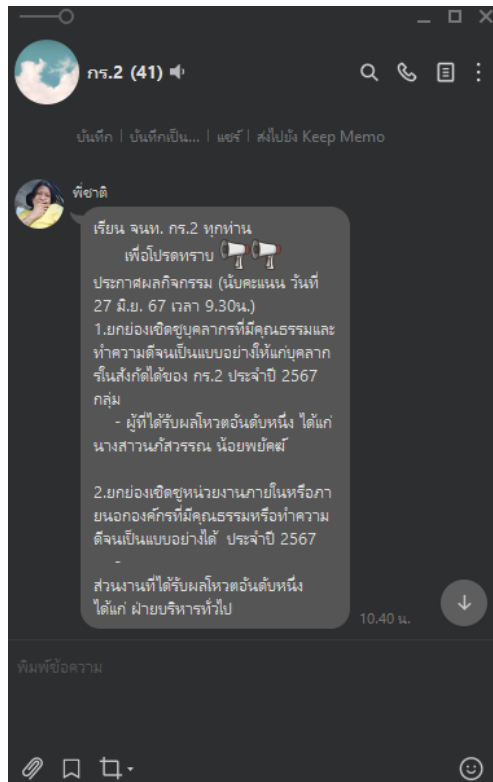 กร.2 (41)
บันทึก | บันทึกเป็น... | แชร์ | ส่งไปยัง Keep Memo
พี่ชาติ
เรียน จนท. กร.2 ทุกท่าน
เพื่อโปรดทราบ
ประกาศผลกิจกรรม (นับคะแนน วันที่
27 มิ.ย. 67 เวลา 9.30น.)
1.ยกย่องเชิดชูบุคลากรที่มีคุณธรรมและ
ทำความดีจนเป็นแบบอย่างให้แก่บุคลาก
รในสังกัดได้ของ กร.2 ประจำปี 2567
กลุ่ม
- ผู้ที่ได้รับผลโหวตอันดับหนึ่ง ได้แก่
นางสาวนภัสวรรณ น้อยพยัคฆ์
2.ยกย่องเชิดชูหน่วยงานภายในหรือภา
ยนอกองค์กรที่มีคุณธรรมหรือทำความ
ดีจนเป็นแบบอย่างได้ ประจำปี 2567
-
ส่วนงานที่ได้รับผลโหวตอันดับหนึ่ง
ได้แก่ ฝ่ายบริหารทั่วไป
10.40 น.
พิมพ์ข้อความ